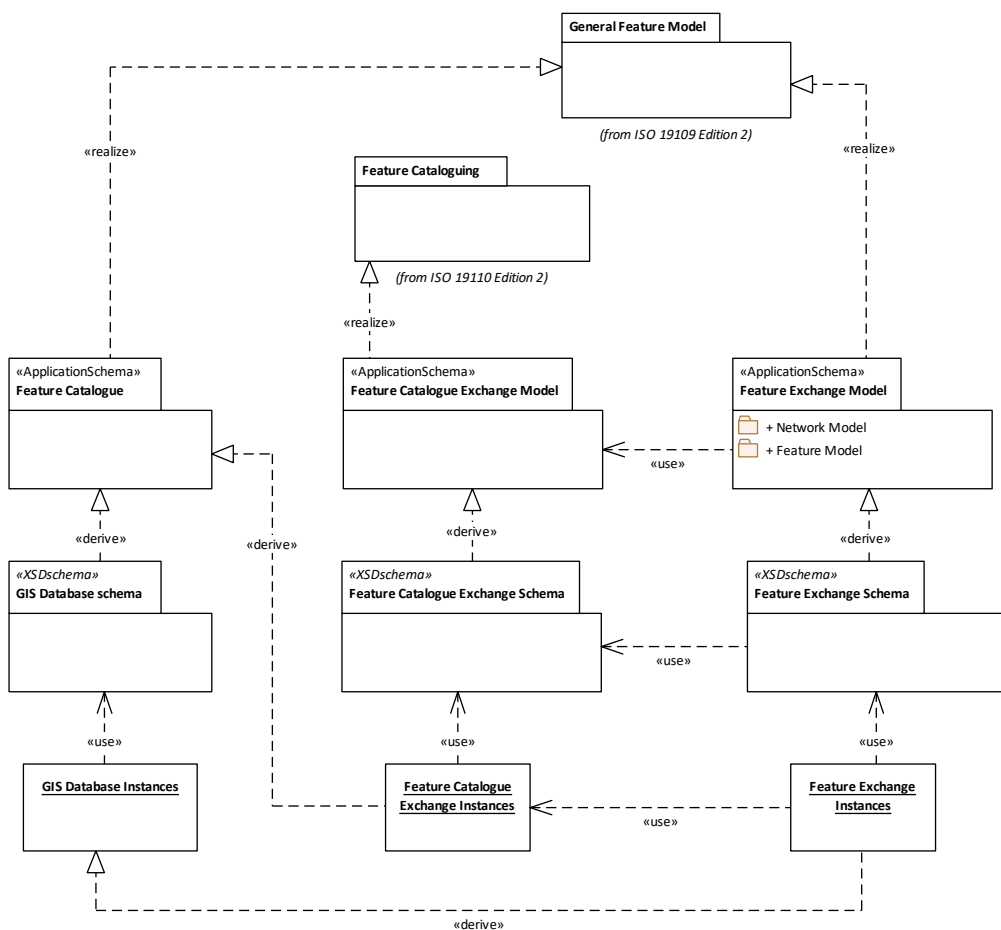 General Feature Model
(from ISO 19109 Edition 2)
«realize»
«realize»
Feature Cataloguing
(from ISO 19110 Edition 2)
«realize»
«ApplicationSchema»
Feature Catalogue
«ApplicationSchema»
Feature Catalogue Exchange Model
«ApplicationSchema»
Feature Exchange Model
+ Network Model
+ Feature Model
«use»
«derive»
«derive»
«derive»
«derive»
«XSDschema»
GIS Database schema
«XSDschema»
Feature Catalogue Exchange Schema
«XSDschema»
Feature Exchange Schema
«use»
«use»
«use»
«use»
GIS Database Instances
Feature Catalogue
Exchange Instances
Feature Exchange
Instances
«use»
«derive»